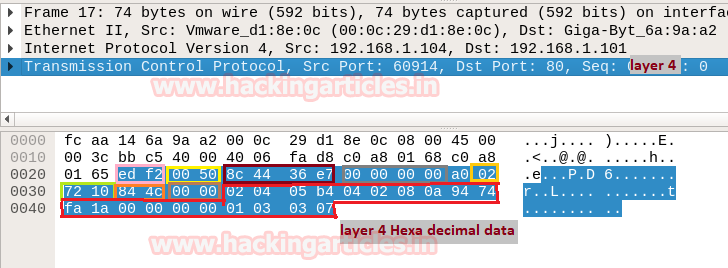 Frame 17: 74 bytes on wire (592 bits), 74 bytes captured (592 bits) on interfac
Ethernet II, Src: Vmware_d1:8e:0c (00:0c:29:d1:8e:0c), Dst: Giga-Byt_6a:9a:a2
Internet Protocol Version 4, Src: 192.168.1.104, Dst: 192.168.1.101
Transmission Control Protocol, Src Port: 60914, Dst Port: 80, Seq: layer 4 : 0
www.hackingarticles.in
0000 fc aa 14 6a 9a a2 00 0c 29 d1 8e 0c 08 00 45 00 ...j.... ).....E.
0010 00 3c bb c5 40 00 40 06 fa d8 c0 a8 01 68 c0 a8 .<..@.@. .....h..
0020 01 65 ed f2 00 50 8c 44 36 e7 00 00 00 00 a0 02 .e...P.D 6.......
0030 72 10 84 4c 00 00 02 04 05 b4 04 02 08 0a 94 74 r..L.... .......t
0040 fa 1a 00 00 00 00 01 03 03 07 ........ ..
layer 4 Hexa decimal data
www.hackingarticles.in